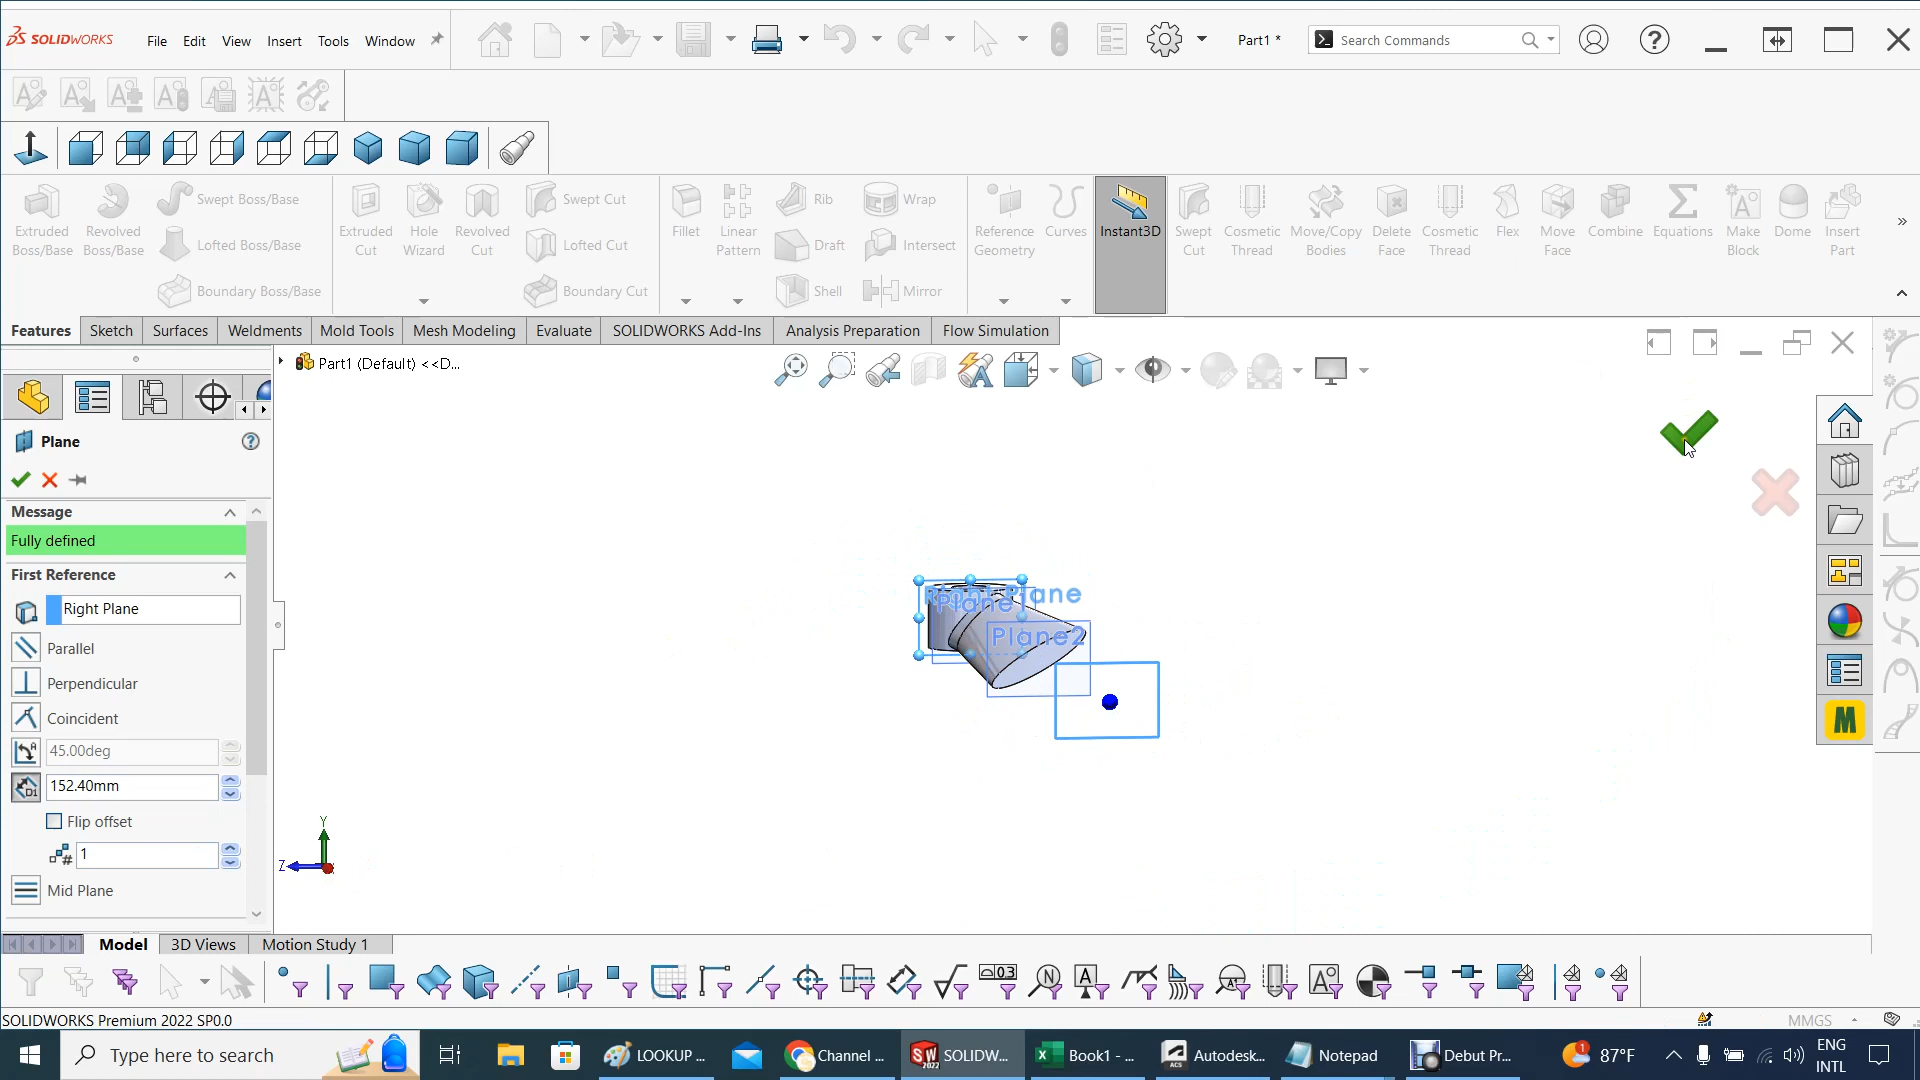 SOLIDWORKS
File Edit View Insert Tools Window
Part1 *
Search Commands
Extruded Boss/Base
Revolved Boss/Base
Swept Boss/Base
Lofted Boss/Base
Boundary Boss/Base
Extruded Cut
Hole Wizard
Revolved Cut
Swept Cut
Lofted Cut
Boundary Cut
Fillet
Linear Pattern
Rib
Draft
Shell
Wrap
Intersect
Mirror
Reference Geometry
Curves
Instant3D
Swept Cut
Cosmetic Thread
Move/Copy Bodies
Delete Face
Cosmetic Thread
Flex
Move Face
Combine
Equations
Make Block
Dome
Insert Part
Features Sketch Surfaces Weldments Mold Tools Mesh Modeling Evaluate SOLIDWORKS Add-Ins Analysis Preparation Flow Simulation
Part1 (Default) <<D...
Plane
Message
Fully defined
First Reference
Right Plane
Parallel
Perpendicular
Coincident
45.00deg
152.40mm
Flip offset
1
Mid Plane
Right Plane
Plane1
Plane2
Y
Z
Model 3D Views Motion Study 1
SOLIDWORKS Premium 2022 SP0.0
MMGS
Type here to search
LOOKUP ...
Channel ...
SOLIDW...
Book1 - ...
Autodesk...
Notepad
Debut Pr...
87°F
ENG
INTL